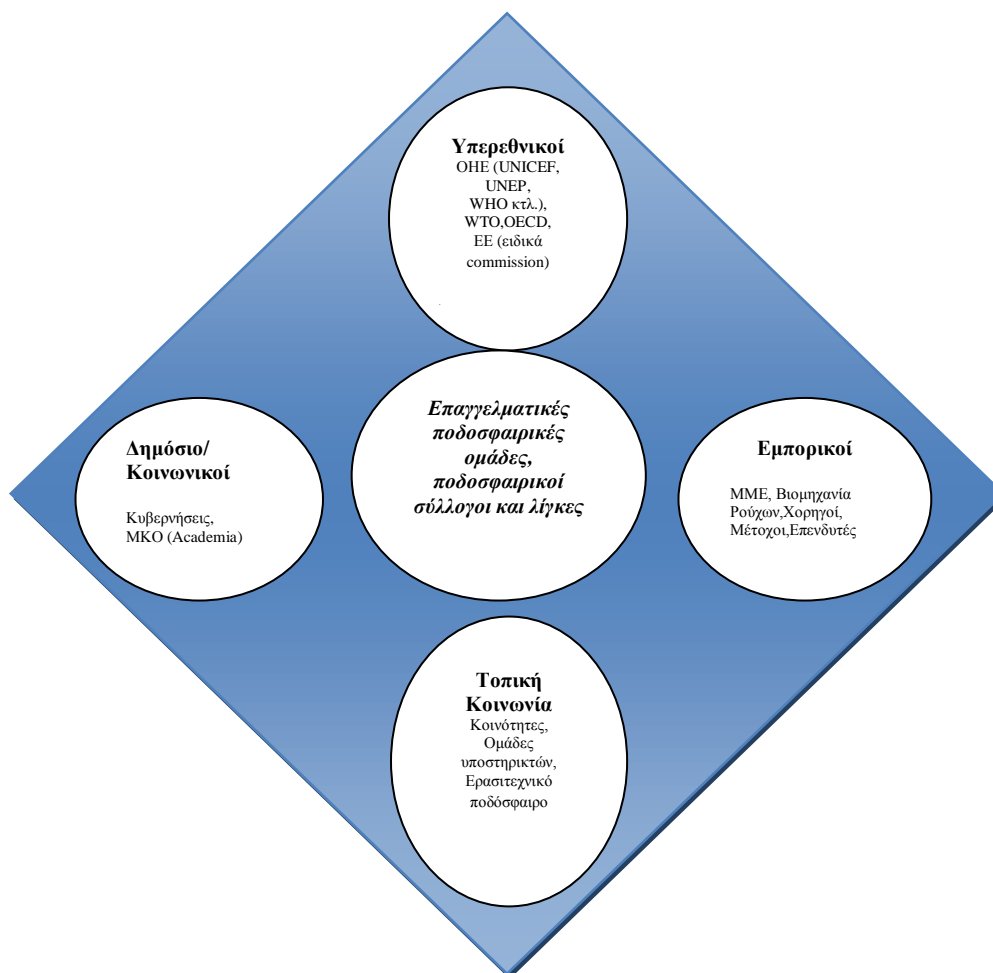 Υπερεθνικοί
ΟΗΕ (UNICEF,
UNEP,
WHO κτλ.),
WTO,OECD,
ΕΕ (ειδικά
commission)
Επαγγελματικές
ποδοσφαιρικές
ομάδες,
ποδοσφαιρικοί
σύλλογοι και λίγκες
Δημόσιο/
Κοινωνικοί
Κυβερνήσεις,
ΜΚΟ (Academia)
Εμπορικοί
ΜΜΕ, Βιομηχανία
Ρούχων,Χορηγοί,
Μέτοχοι,Επενδυτές
Τοπική
Κοινωνία
Κοινότητες,
Ομάδες
υποστηρικτών,
Ερασιτεχνικό
ποδόσφαιρο